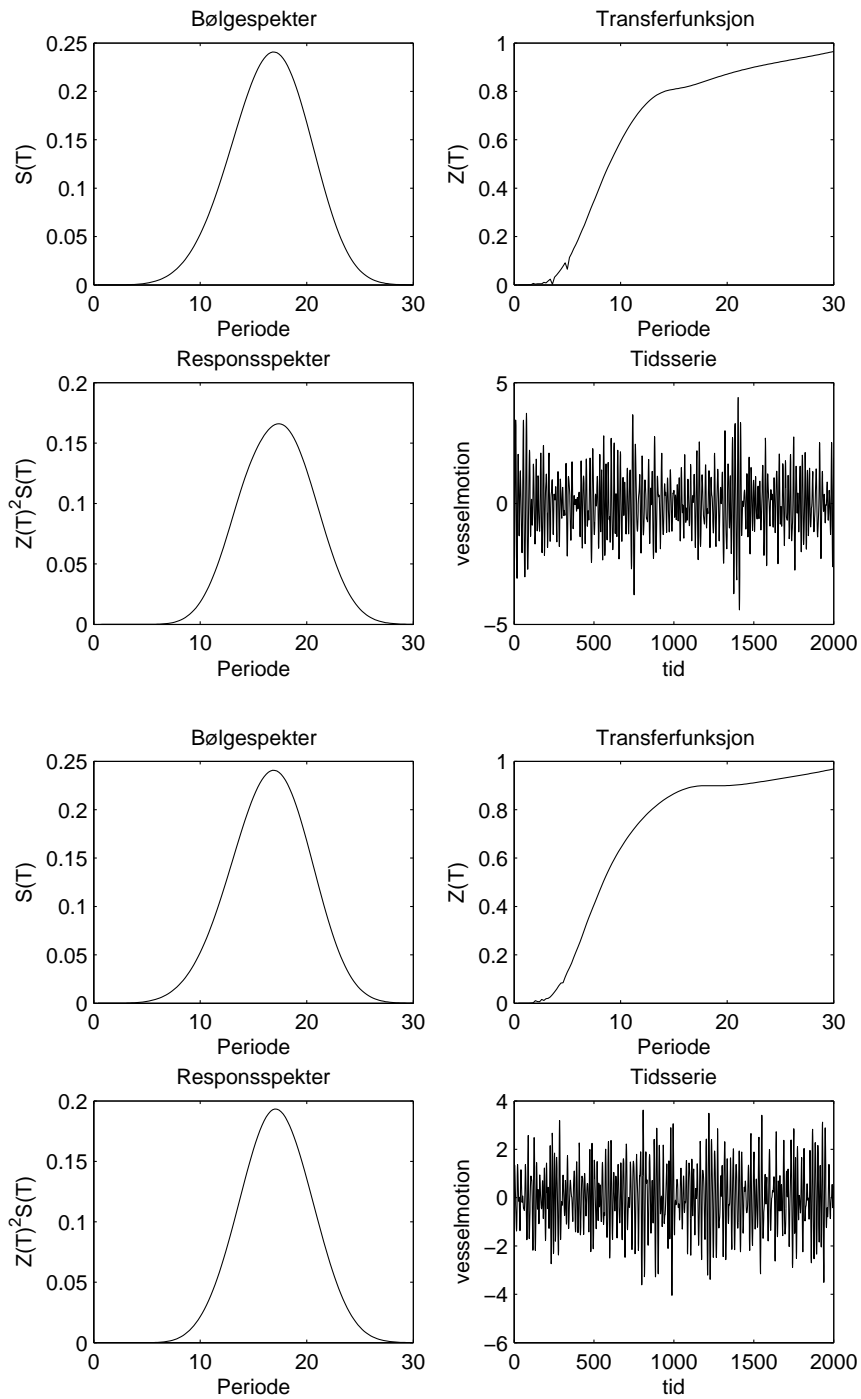 Bølgespekter
0.25
0.2
0.15
0.1
0.05
0
S(T)
0 10 20 30
Periode
Transferfunksjon
1
0.8
0.6
0.4
0.2
0
Z(T)
0 10 20 30
Periode
Responsspekter
0.2
0.15
0.1
0.05
0
Z(T)²S(T)
0 10 20 30
Periode
Tidsserie
5
0
−5
vesselmotion
0 500 1000 1500 2000
tid
Bølgespekter
0.25
0.2
0.15
0.1
0.05
0
S(T)
0 10 20 30
Periode
Transferfunksjon
1
0.8
0.6
0.4
0.2
0
Z(T)
0 10 20 30
Periode
Responsspekter
0.2
0.15
0.1
0.05
0
Z(T)²S(T)
0 10 20 30
Periode
Tidsserie
4
2
0
−2
−4
−6
vesselmotion
0 500 1000 1500 2000
tid